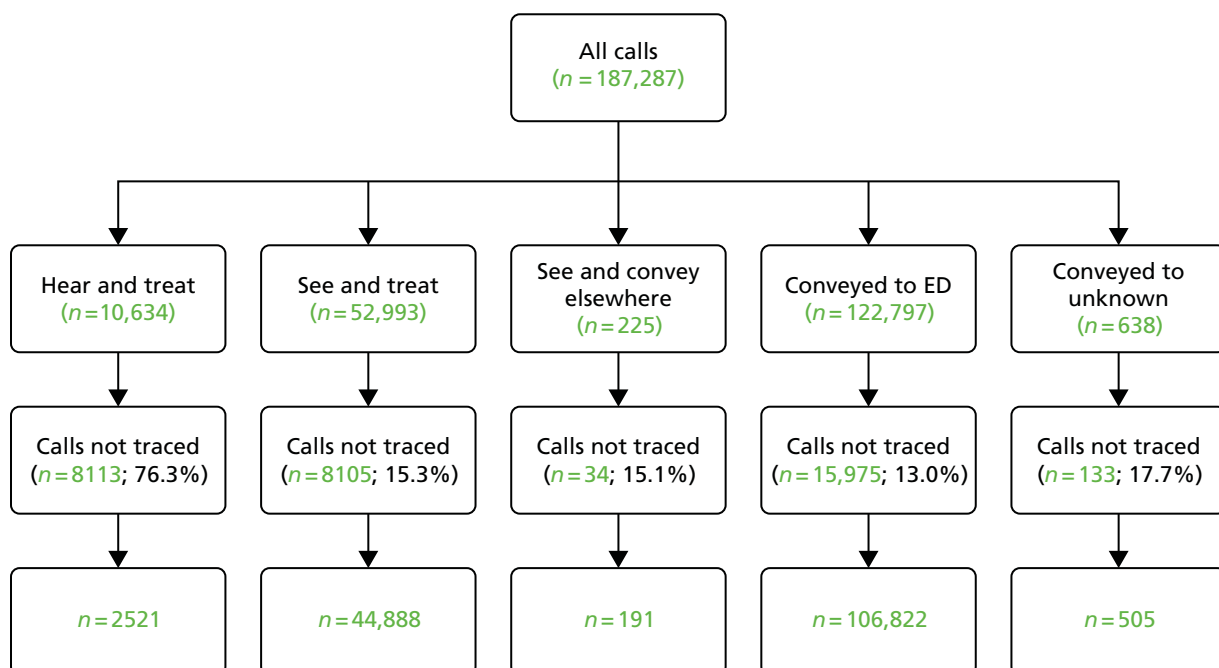 All calls
(n = 187,287)
Hear and treat
(n=10,634)
See and treat
(n=52,993)
See and convey
elsewhere
(n=225)
Conveyed to ED
(n=122,797)
Conveyed to
unknown
(n=638)
Calls not traced
(n=8113; 76.3%)
Calls not traced
(n=8105; 15.3%)
Calls not traced
(n=34; 15.1%)
Calls not traced
(n=15,975; 13.0%)
Calls not traced
(n=133; 17.7%)
n=2521
n=44,888
n=191
n=106,822
n=505